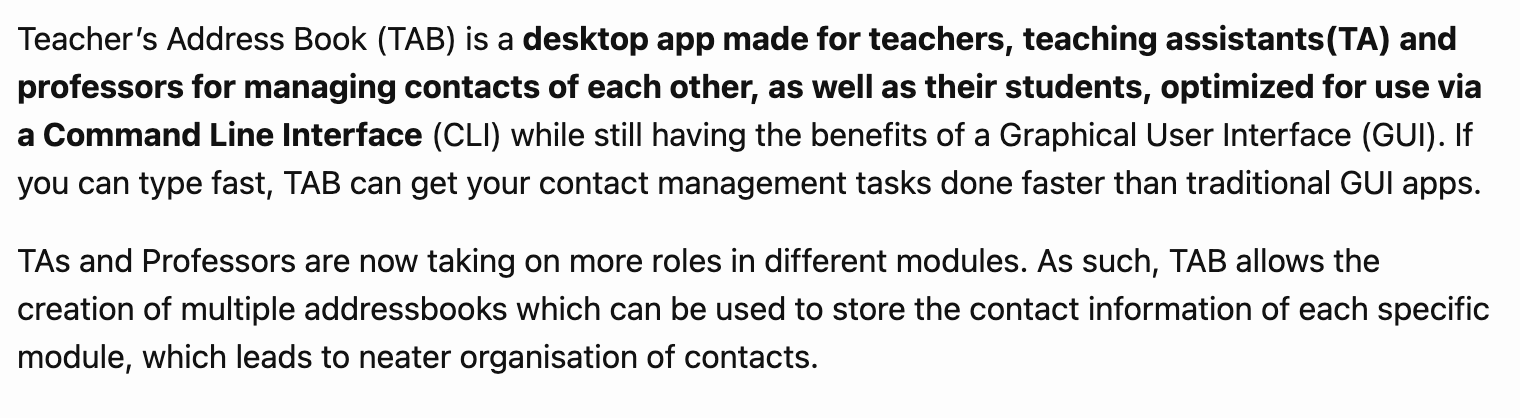 Teacher’s Address Book (TAB) is a desktop app made for teachers, teaching assistants(TA) and
professors for managing contacts of each other, as well as their students, optimized for use via
a Command Line Interface (CLI) while still having the benefits of a Graphical User Interface (GUI). If
you can type fast, TAB can get your contact management tasks done faster than traditional GUI apps.
TAs and Professors are now taking on more roles in different modules. As such, TAB allows the
creation of multiple addressbooks which can be used to store the contact information of each specific
module, which leads to neater organisation of contacts.